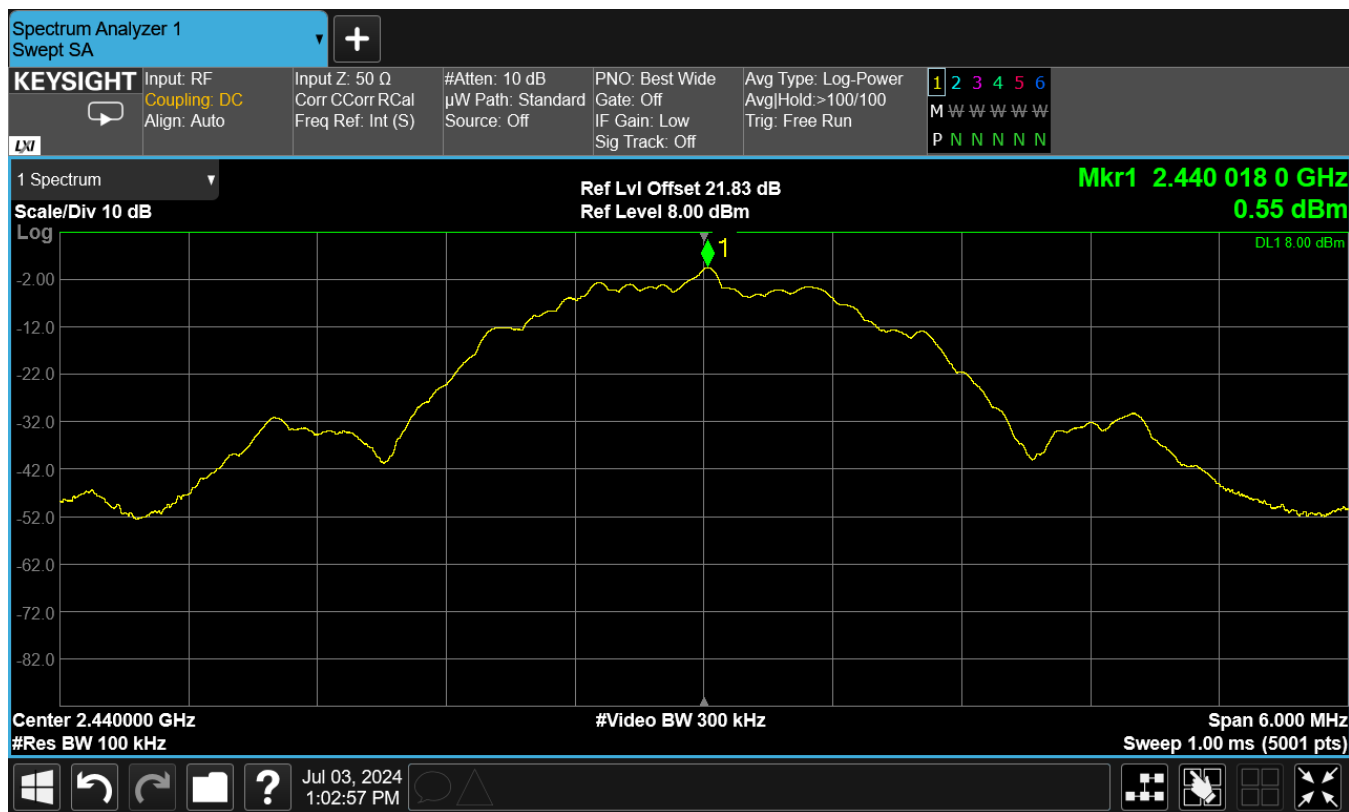 Spectrum Analyzer 1
Swept SA
+
KEYSIGHT
LXI
Input: RF
Coupling: DC
Align: Auto
Input Z: 50 Ω
Corr CCorr RCal
Freq Ref: Int (S)
#Atten: 10 dB
µW Path: Standard
Source: Off
PNO: Best Wide
Gate: Off
IF Gain: Low
Sig Track: Off
Avg Type: Log-Power
Avg|Hold:>100/100
Trig: Free Run
1 2 3 4 5 6
M W W W W W
P N N N N N
1 Spectrum
Scale/Div 10 dB
Ref Lvl Offset 21.83 dB
Ref Level 8.00 dBm
Mkr1 2.440 018 0 GHz
0.55 dBm
Log
DL1 8.00 dBm
1
-2.00
-12.0
-22.0
-32.0
-42.0
-52.0
-62.0
-72.0
-82.0
Center 2.440000 GHz
#Video BW 300 kHz
Span 6.000 MHz
#Res BW 100 kHz
Sweep 1.00 ms (5001 pts)
?
Jul 03, 2024
1:02:57 PM